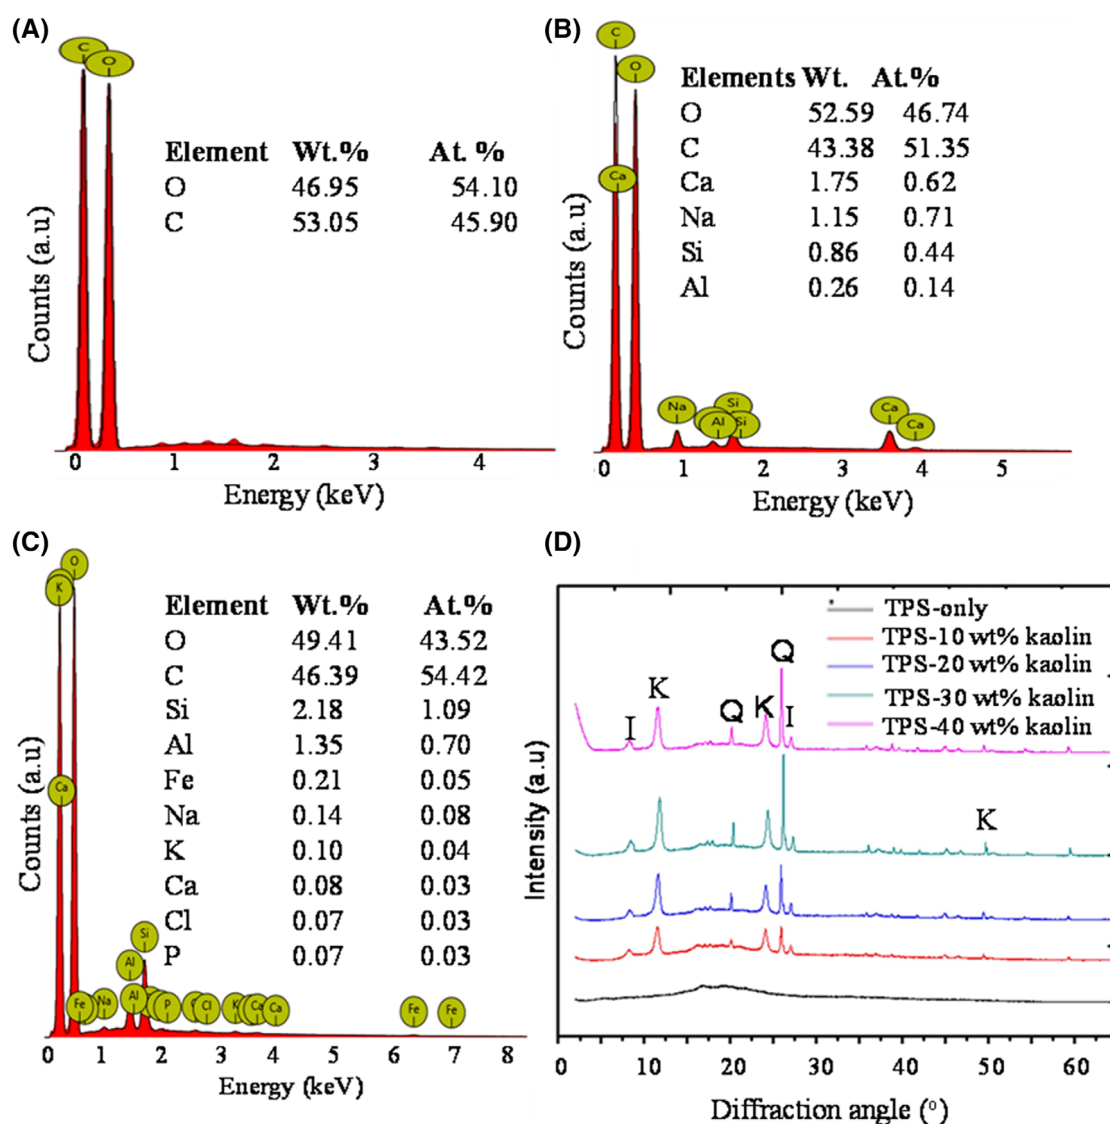 (A)
C
O
Element Wt.% At. %
O 46.95 54.10
C 53.05 45.90
Counts (a.u)
0 1 2 3 4
Energy (keV)
(B)
C
O
Ca
Elements Wt. At.%
O 52.59 46.74
C 43.38 51.35
Ca 1.75 0.62
Na 1.15 0.71
Si 0.86 0.44
Al 0.26 0.14
Na Al Si Si Ca Ca
Counts (a.u)
0 1 2 3 4 5
Energy (keV)
(C)
O
K
Ca
Element Wt.% At.%
O 49.41 43.52
C 46.39 54.42
Si 2.18 1.09
Al 1.35 0.70
Fe 0.21 0.05
Na 0.14 0.08
K 0.10 0.04
Ca 0.08 0.03
Cl 0.07 0.03
P 0.07 0.03
Si
Al
Fe Na Al P Cl K Ca Ca Fe Fe
Counts (a.u)
0 1 2 3 4 5 6 7 8
Energy (keV)
(D)
TPS-only
TPS-10 wt% kaolin
TPS-20 wt% kaolin
TPS-30 wt% kaolin
TPS-40 wt% kaolin
I K Q K Q I
K
Intensity (a.u)
0 10 20 30 40 50 60
Diffraction angle (°)